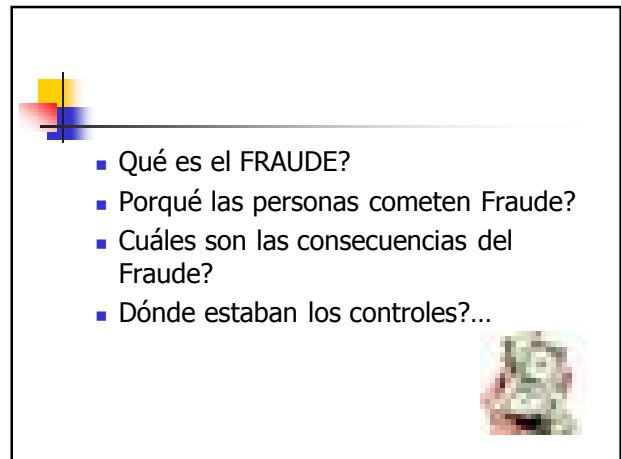 Qué es el FRAUDE?
Porqué las personas cometen Fraude?
Cuáles son las consecuencias del
Fraude?
Dónde estaban los controles?...